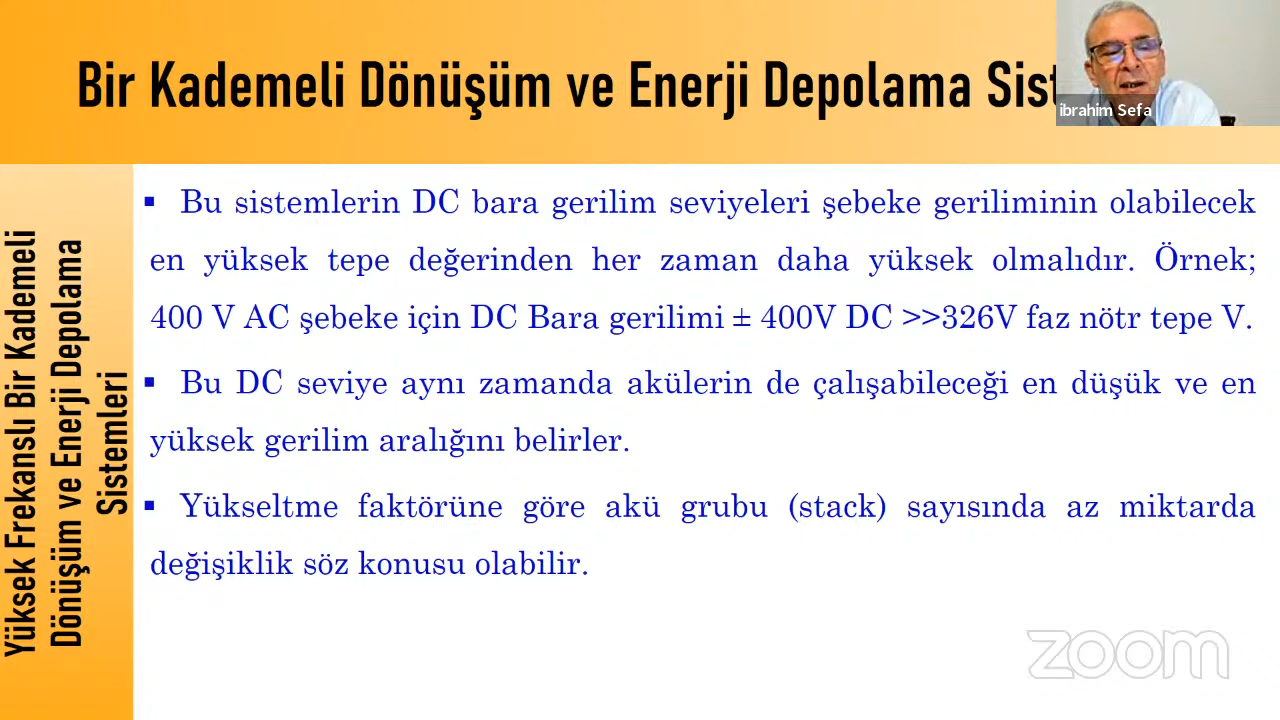 Bir Kademeli Dönüşüm ve Enerji Depolama Sist
ibrahim Sefa
▪ Bu sistemlerin DC bara gerilim seviyeleri şebeke geriliminin olabilecek
en yüksek tepe değerinden her zaman daha yüksek olmalıdır. Örnek;
400 V AC şebeke için DC Bara gerilimi ± 400V DC >>326V faz nötr tepe V.
▪ Bu DC seviye aynı zamanda akülerin de çalışabileceği en düşük ve en
yüksek gerilim aralığını belirler.
▪ Yükseltme faktörüne göre akü grubu (stack) sayısında az miktarda
değişiklik söz konusu olabilir.
Yüksek Frekanslı Bir Kademeli
Dönüşüm ve Enerji Depolama
Sistemleri
zoom